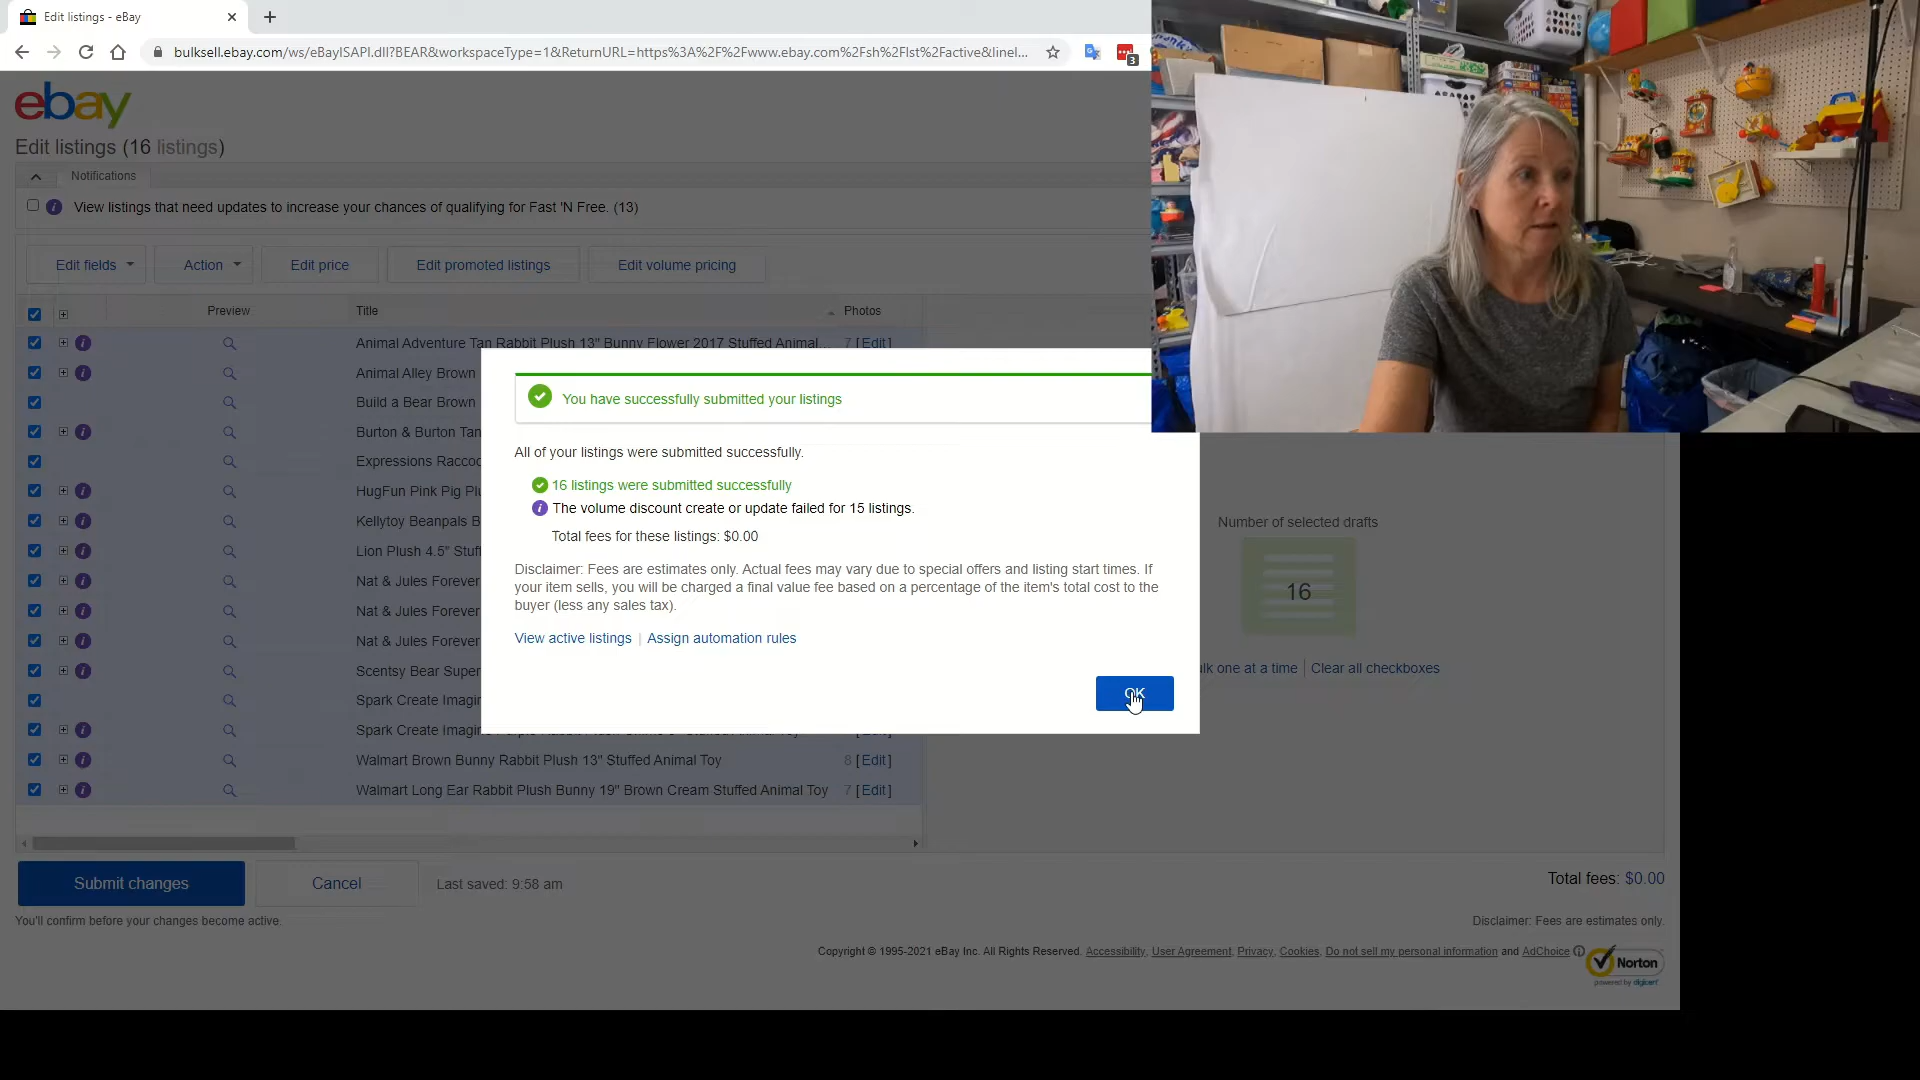 Edit listings - eBay
bulksell.ebay.com/ws/eBayISAPI.dll?BEAR&workspaceType=1&ReturnURL=https%3A%2F%2Fwww.ebay.com%2Fsh%2Flst%2Factive&linel...
3
ebay
Edit listings (16 listings)
Notifications
View listings that need updates to increase your chances of qualifying for Fast 'N Free. (13)
Edit fields Action Edit price Edit promoted listings Edit volume pricing
Preview Title Photos
Animal Adventure Tan Rabbit Plush 13" Bunny Flower 2017 Stuffed Animal... 7 [Edit]
Animal Alley Brown
Build a Bear Brown
Burton & Burton Tan
Expressions
HugFun Pink Pig
Kellytoy Beanpals
Lion Plush 4.5"
Nat & Jules Forever
Nat & Jules Forever
Nat & Jules Forever
Scentsy Bear
Spark Create
Spark Create
Walmart Brown Bunny Rabbit Plush 13" Stuffed Animal Toy 8 [Edit]
Walmart Long Ear Rabbit Plush Bunny 19" Brown Cream Stuffed Animal Toy 7 [Edit]
You have successfully submitted your listings
All of your listings were submitted successfully.
16 listings were submitted successfully
The volume discount create or update failed for 15 listings.
Total fees for these listings: $0.00
Disclaimer: Fees are estimates only. Actual fees may vary due to special offers and listing start times. If
your item sells, you will be charged a final value fee based on a percentage of the item's total cost to the
buyer (less any sales tax).
View active listings | Assign automation rules
OK
Number of selected drafts
16
one at a time | Clear all checkboxes
Submit changes Cancel Last saved: 9:58 am
Total fees: $0.00
You'll confirm before your changes become active.
Disclaimer: Fees are estimates only.
Copyright © 1995-2021 eBay Inc. All Rights Reserved. Accessibility, User Agreement, Privacy, Cookies, Do not sell my personal information and AdChoice
Norton
powered by digicert